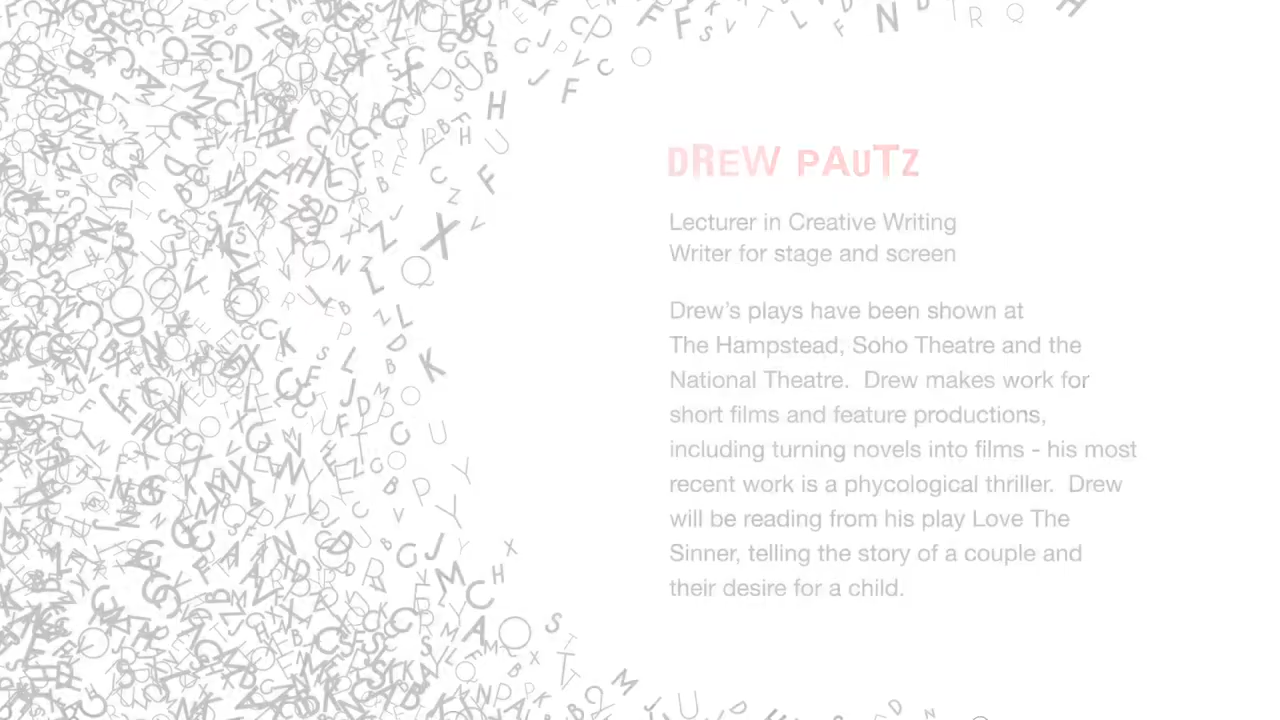 DREW PAUTZ
Lecturer in Creative Writing
Writer for stage and screen
Drew's plays have been shown at
The Hampstead, Soho Theatre and the
National Theatre.  Drew makes work for
short films and feature productions,
including turning novels into films - his most
recent work is a phycological thriller.  Drew
will be reading from his play Love The
Sinner, telling the story of a couple and
their desire for a child.